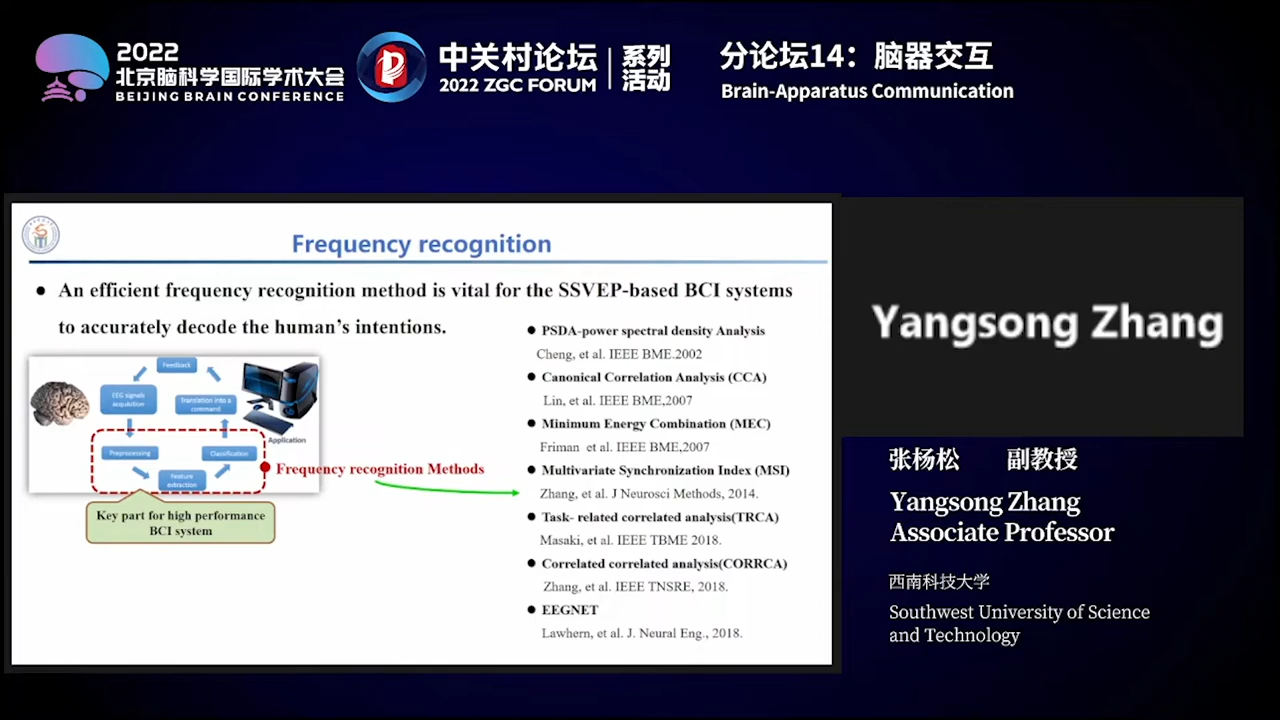 2022
北京脑科学国际学术大会
BEIJING BRAIN CONFERENCE
中关村论坛
2022 ZGC FORUM
系列
活动
分论坛14：脑器交互
Brain-Apparatus Communication
Frequency recognition
● An efficient frequency recognition method is vital for the SSVEP-based BCI systems
to accurately decode the human's intentions.
Feedback
EEG signals
acquisition
Translation into a
command
Application
Preprocessing
Classification
Feature
extraction
Frequency recognition Methods
Key part for high performance
BCI system
● PSDA-power spectral density Analysis
Cheng, et al. IEEE BME.2002
● Canonical Correlation Analysis (CCA)
Lin, et al. IEEE BME,2007
● Minimum Energy Combination (MEC)
Friman et al. IEEE BME,2007
● Multivariate Synchronization Index (MSI)
Zhang, et al. J Neurosci Methods, 2014.
● Task- related correlated analysis(TRCA)
Masaki, et al. IEEE TBME 2018.
● Correlated correlated analysis(CORRCA)
Zhang, et al. IEEE TNSRE, 2018.
● EEGNET
Lawhern, et al. J. Neural Eng., 2018.
Yangsong Zhang
张杨松 副教授
Yangsong Zhang
Associate Professor
西南科技大学
Southwest University of Science
and Technology